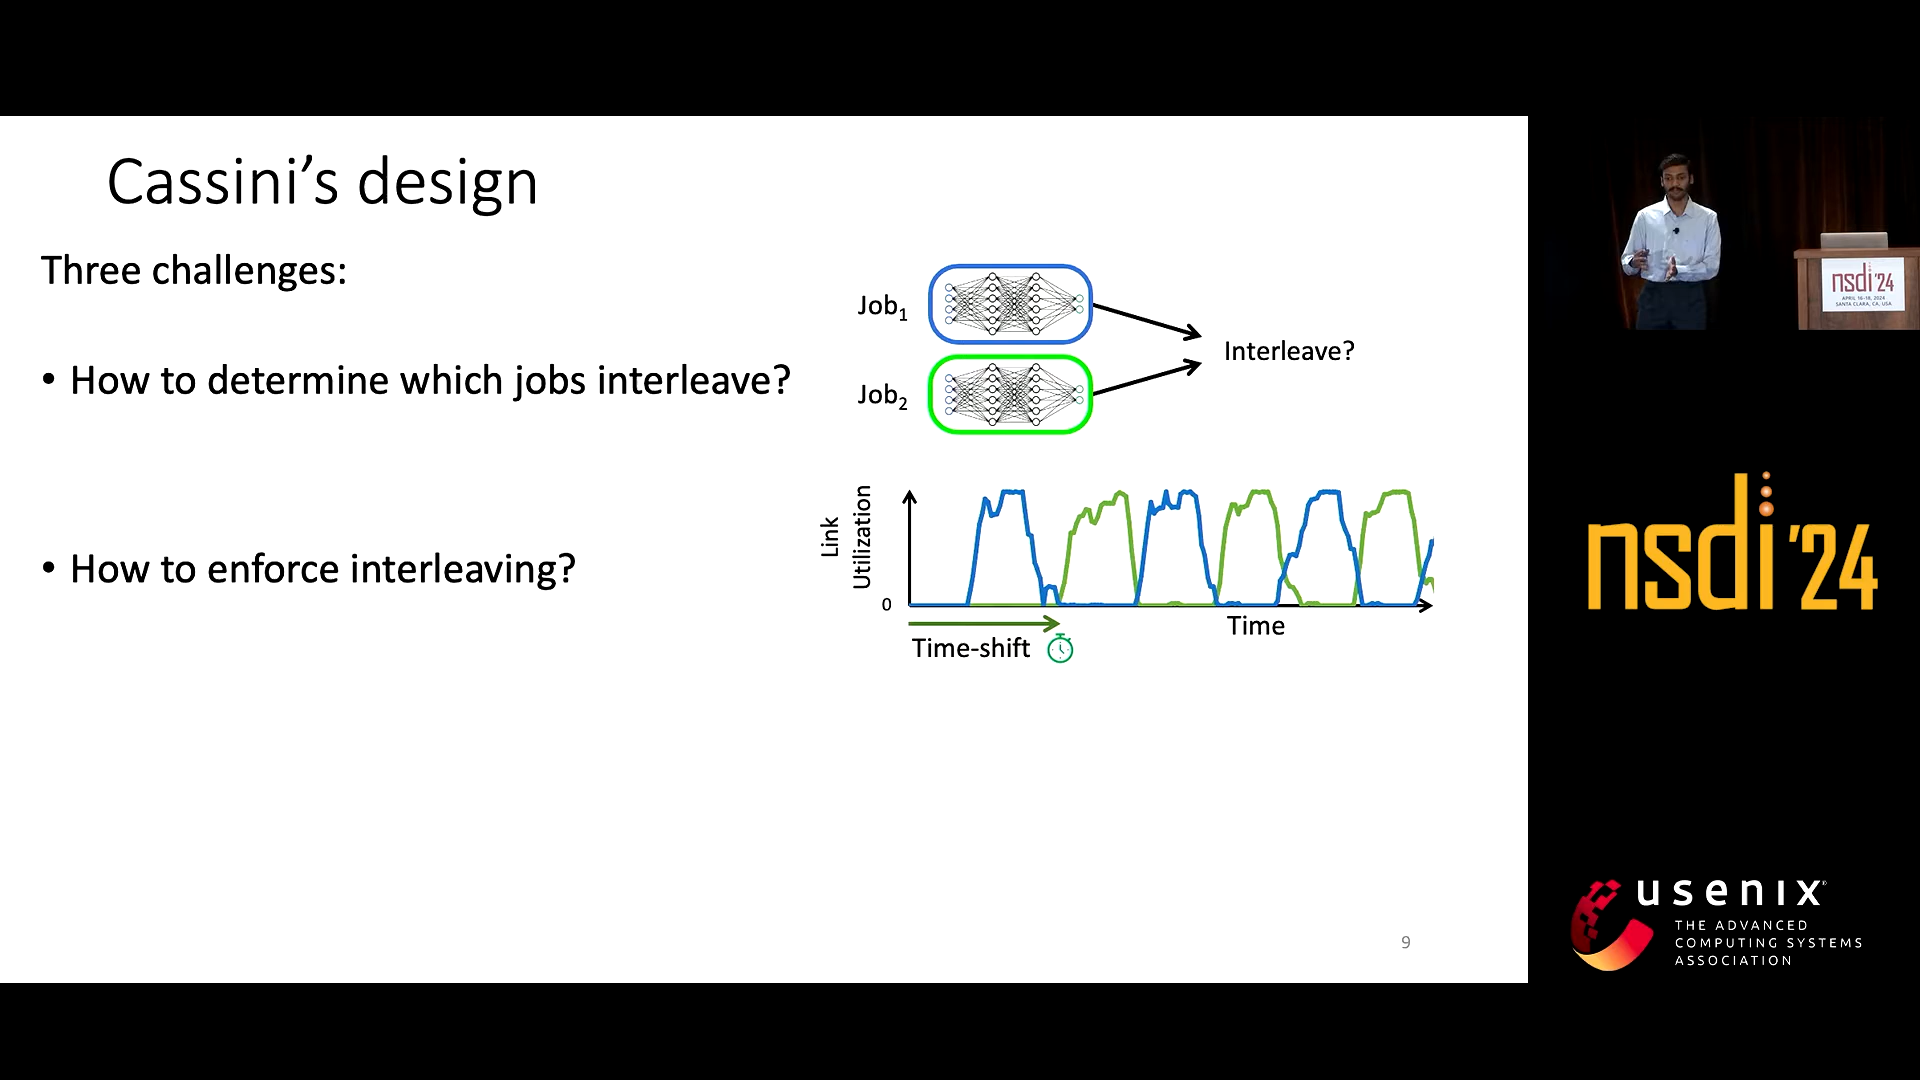 Cassini’s design
Three challenges:
• How to determine which jobs interleave?
• How to enforce interleaving?
Job1
Job2
Interleave?
Link
Utilization
0
Time
Time-shift
9
nsdi '24
APRIL 16–18, 2024
SANTA CLARA, CA, USA
nsdi '24
usenix®
THE ADVANCED
COMPUTING SYSTEMS
ASSOCIATION